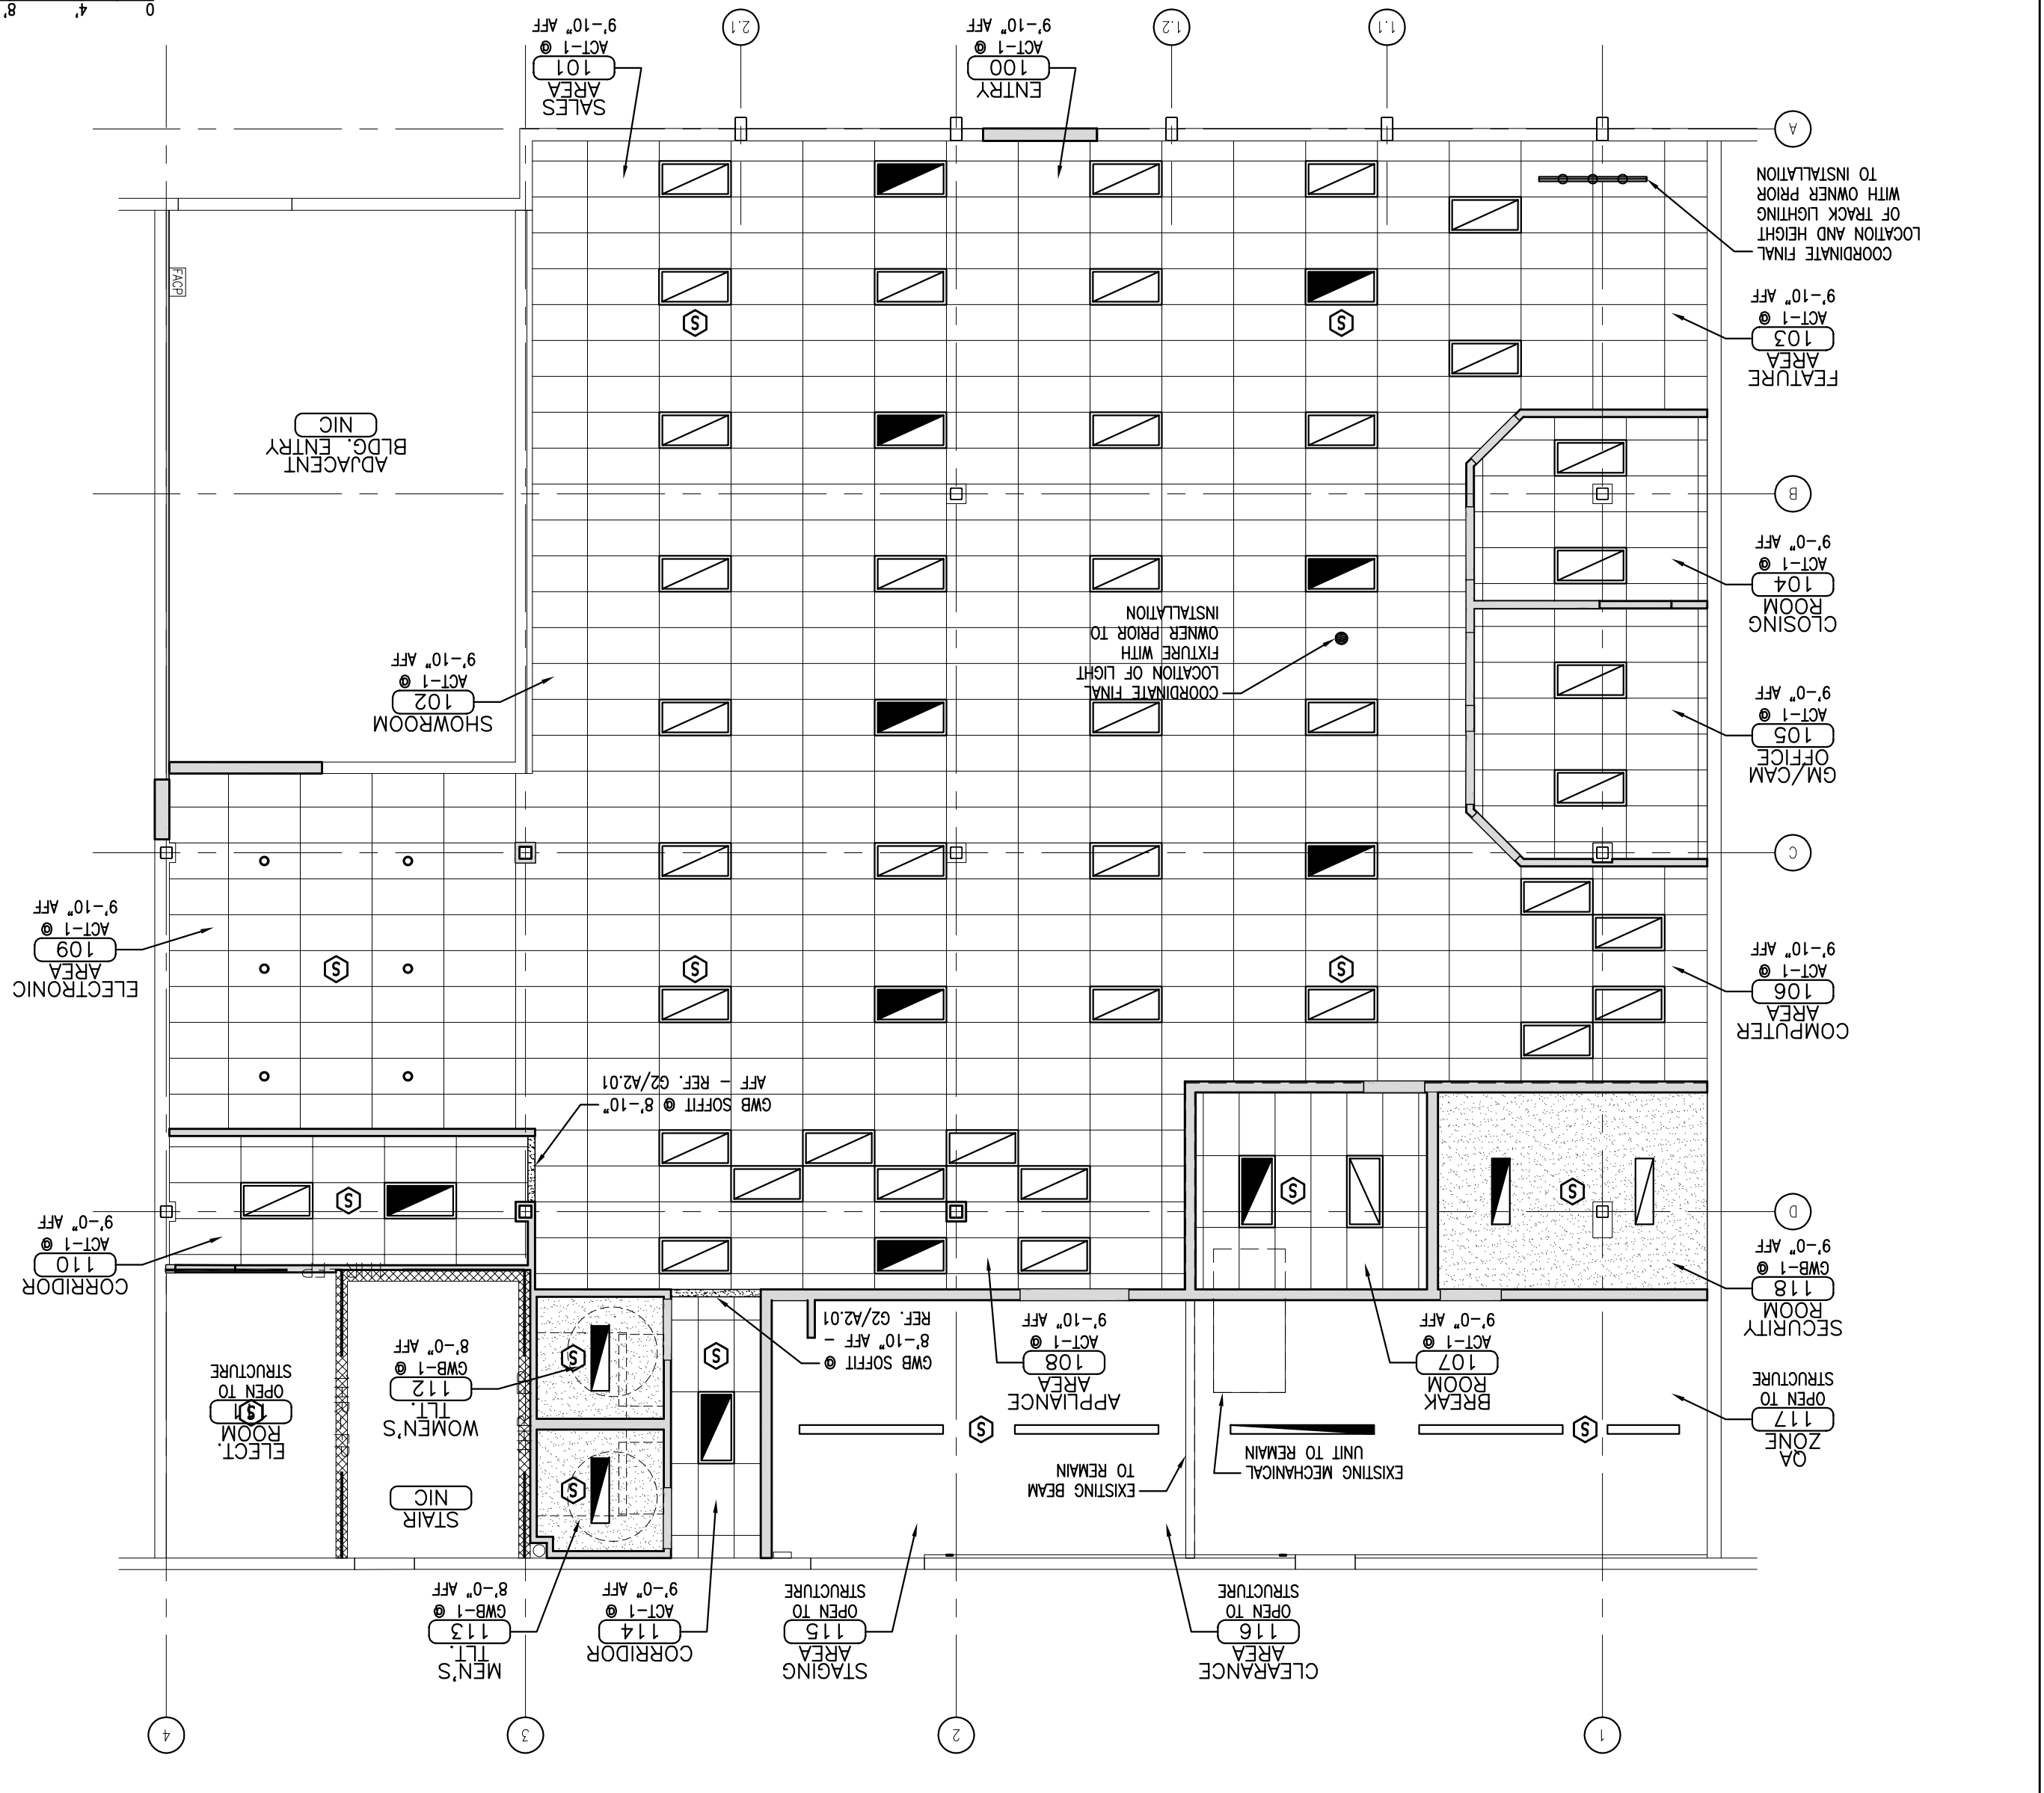 1
2
3
4
CLEARANCE
AREA
116
OPEN TO
STRUCTURE
STAGING
AREA
115
OPEN TO
STRUCTURE
CORRIDOR
114
ACT-1 @
9'-0" AFF
MEN'S
TLT.
113
GWB-1 @
8'-0" AFF
EXISTING BEAM
TO REMAIN
EXISTING MECHANICAL
UNIT TO REMAIN
STAIR
NIC
QA
ZONE
117
OPEN TO
STRUCTURE
S
S
S
BREAK
ROOM
107
ACT-1 @
9'-0" AFF
APPLIANCE
AREA
108
ACT-1 @
9'-10" AFF
GWB SOFFIT @
8'-10" AFF -
REF. G2/A2.01
S
S
WOMEN'S
TLT.
112
GWB-1 @
8'-0" AFF
ELECT.
ROOM
S
OPEN TO
STRUCTURE
SECURITY
ROOM
118
GWB-1 @
9'-0" AFF
CORRIDOR
110
ACT-1 @
9'-0" AFF
D
S
S
S
GWB SOFFIT @ 8'-10"
AFF - REF. G2/A2.01
COMPUTER
AREA
106
ACT-1 @
9'-10" AFF
S
S
S
ELECTRONIC
AREA
109
ACT-1 @
9'-10" AFF
C
GM/CAM
OFFICE
105
ACT-1 @
9'-0" AFF
COORDINATE FINAL
LOCATION OF LIGHT
FIXTURE WITH
OWNER PRIOR TO
INSTALLATION
SHOWROOM
102
ACT-1 @
9'-10" AFF
CLOSING
ROOM
104
ACT-1 @
9'-0" AFF
B
ADJACENT
BLDG. ENTRY
NIC
FEATURE
AREA
103
ACT-1 @
9'-10" AFF
S
S
FACP
COORDINATE FINAL
LOCATION AND HEIGHT
OF TRACK LIGHTING
WITH OWNER PRIOR
TO INSTALLATION
A
ENTRY
100
ACT-1 @
9'-10" AFF
SALES
AREA
101
ACT-1 @
9'-10" AFF
1.1
1.2
2.1
0
4'
8'